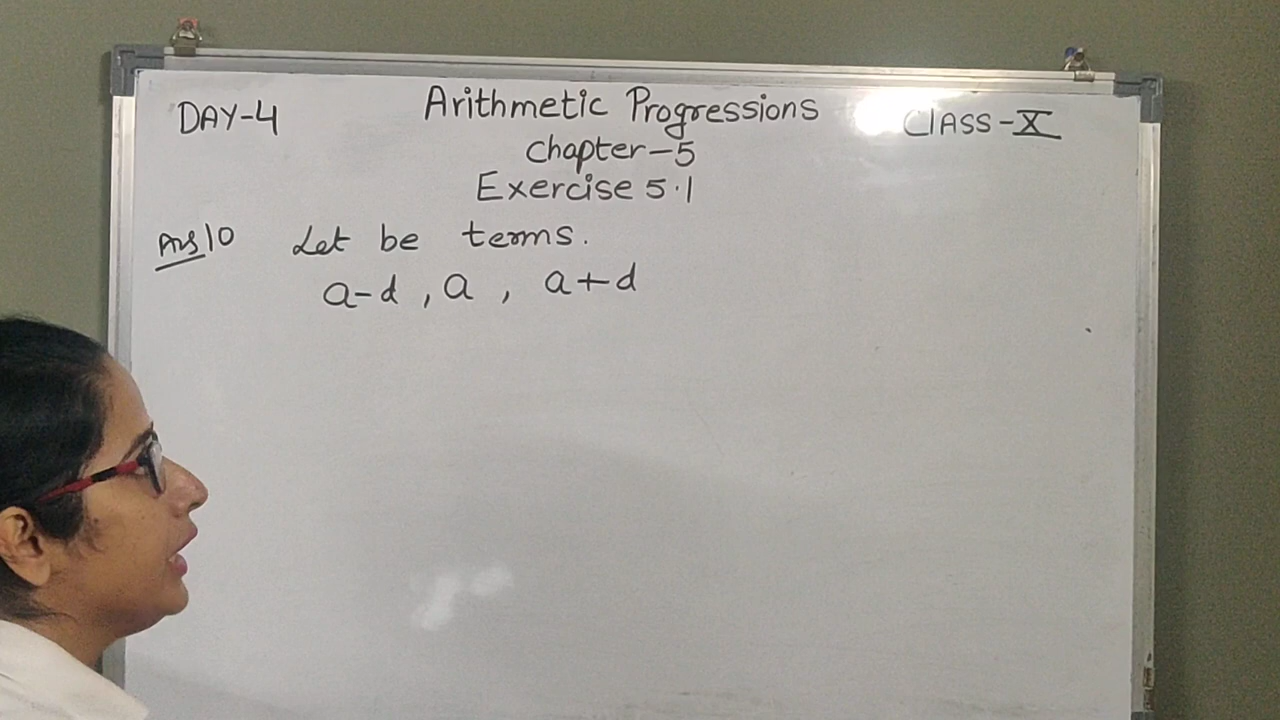 DAY-4 Arithmetic Progressions CLASS-X
Chapter-5
Exercise 5.1
Ans10 Let be terms.
a-d, a, a+d